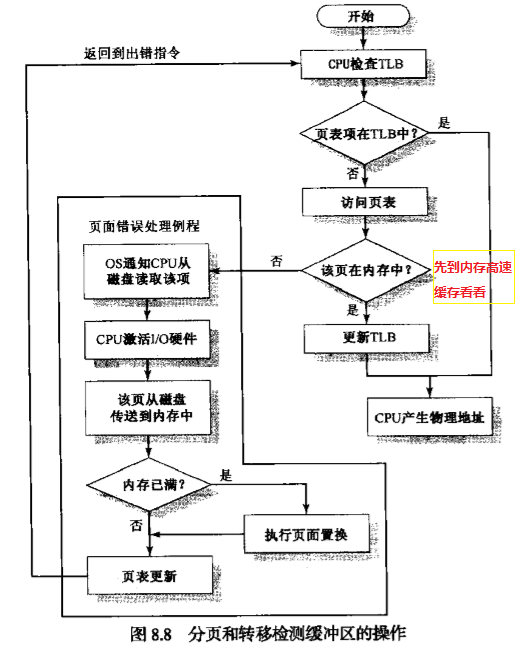 开始
返回到出错指令
CPU检查TLB
页表项在TLB中?
是
否
访问页表
页面错误处理例程
OS通知CPU从
磁盘读取该项
否
该页在内存中?
先到内存高速
缓存看看
是
CPU激活I/O硬件
更新TLB
该页从磁盘
传送到内存中
CPU产生物理地址
内存已满?
是
否
执行页面置换
页表更新
图 8.8 分页和转移检测缓冲区的操作